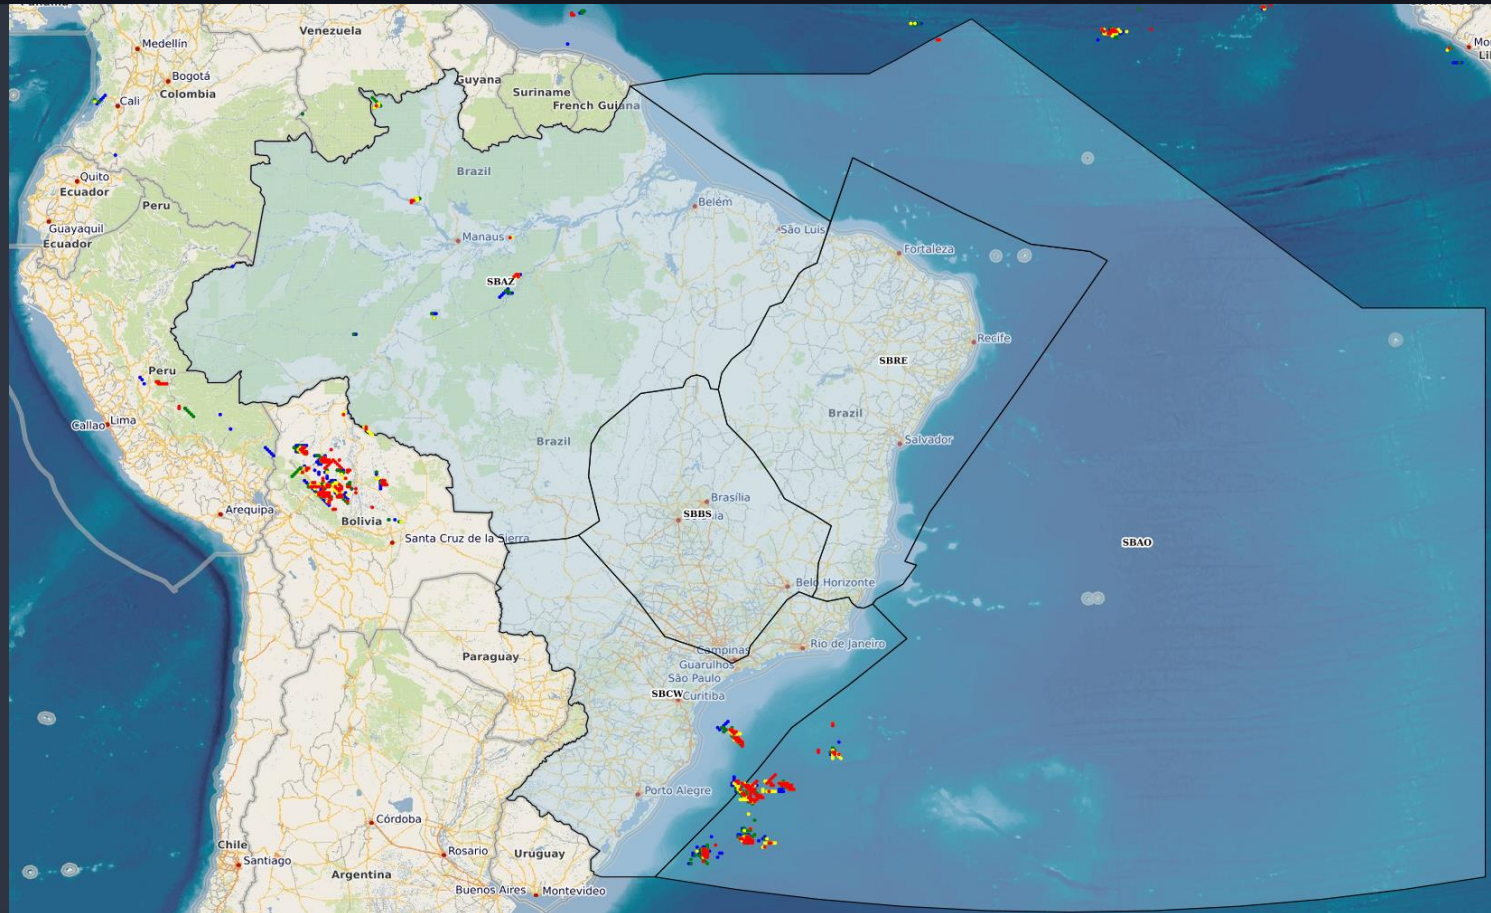 Venezuela
Medellín
Bogotá
Colombia
Cali
Guyana
Suriname
French Guiana
Quito
Ecuador
Peru
Guayaquil
Ecuador
Brazil
Belém
São Luís
Manaus
Fortaleza
SBAZ
Recife
SBRE
Peru
Callao
Lima
Brazil
Brazil
Salvador
Brasília
SBBS
Arequipa
Bolivia
Santa Cruz de la Sierra
SBAO
Belo Horizonte
Rio de Janeiro
Campinas
Guarulhos
São Paulo
Paraguay
SBCW
Curitiba
Porto Alegre
Córdoba
Chile
Santiago
Rosario
Uruguay
Argentina
Buenos Aires
Montevideo